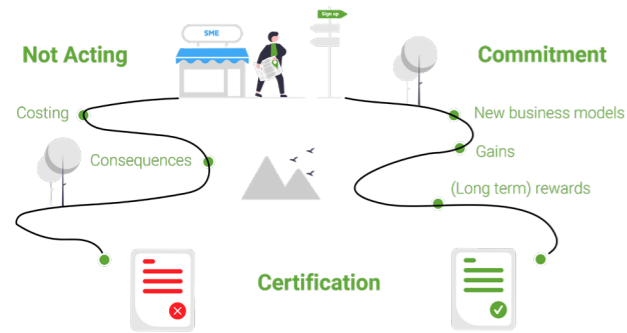 Sign up
SME
Not Acting
Commitment
Costing
New business models
Consequences
Gains
(Long term) rewards
Certification